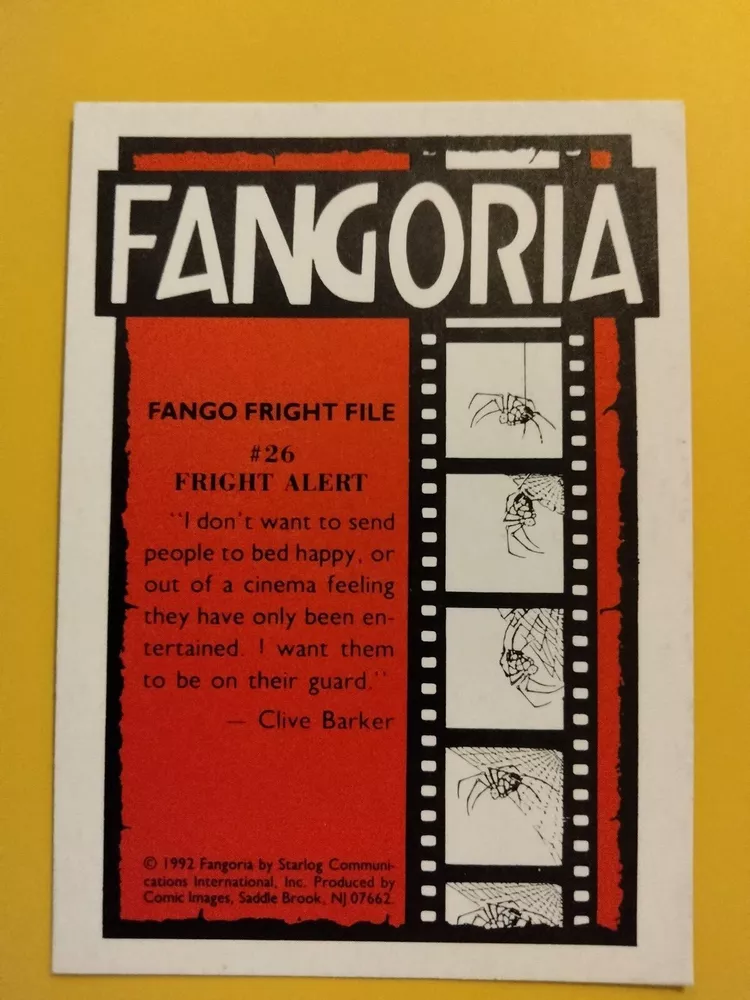 FANGORIA
FANGO FRIGHT FILE
#26
FRIGHT ALERT
"I don't want to send
people to bed happy, or
out of a cinema feeling
they have only been en-
tertained. I want them
to be on their guard."
— Clive Barker
© 1992 Fangoria by Starlog Communi-
cations International, Inc. Produced by
Comic Images, Saddle Brook, NJ 07662.